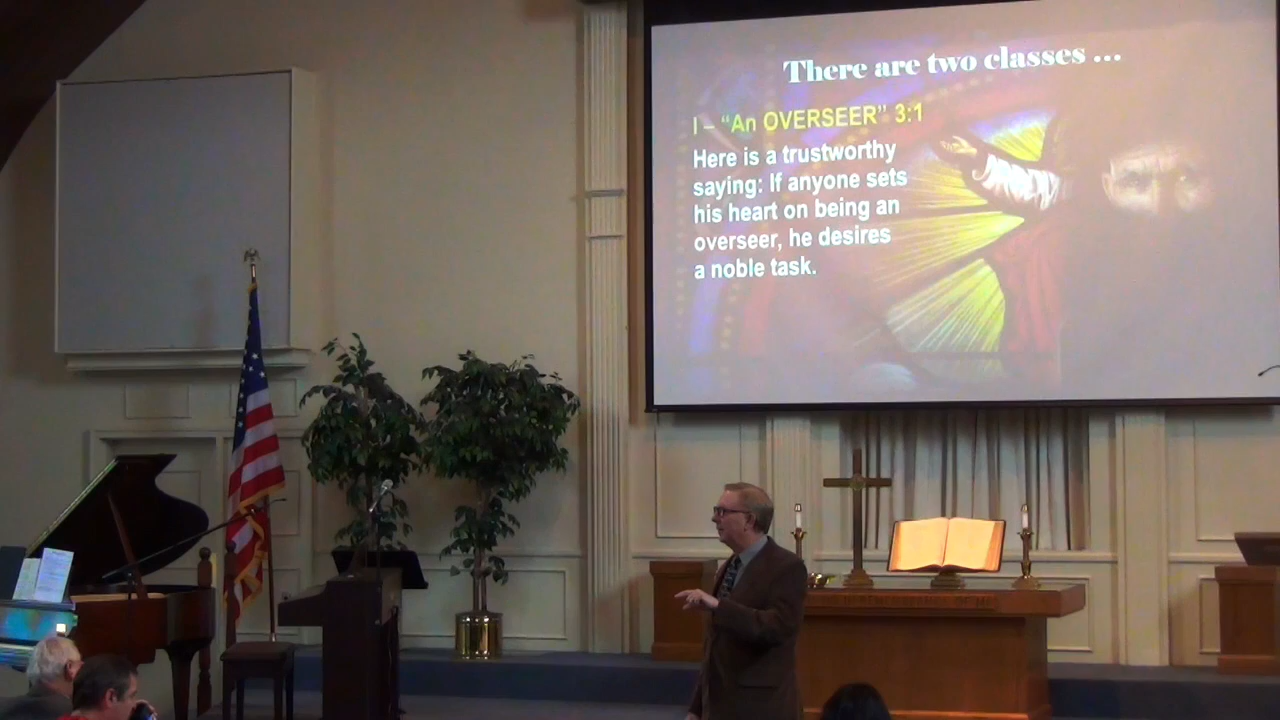 There are two classes ...
I – "An OVERSEER" 3:1
Here is a trustworthy
saying: If anyone sets
his heart on being an
overseer, he desires
a noble task.